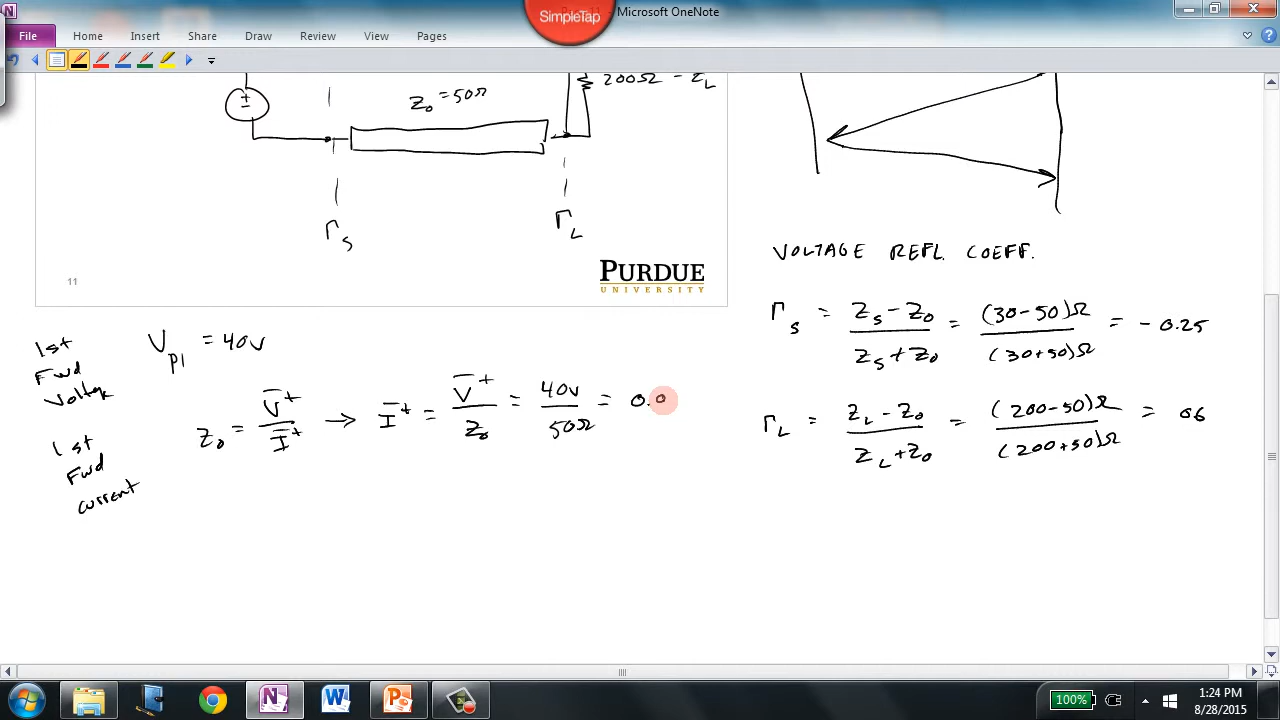 SimpleTap
Microsoft OneNote
File Home Insert Share Draw Review View Pages
200Ω - Z_L
Z₀ = 50Ω
+
Γ_S
Γ_L
PURDUE
UNIVERSITY
11
VOLTAGE REFL. COEFF.
Γ_S = (Z_S - Z₀)/(Z_S + Z₀) = (30-50)Ω/(30+50)Ω = -0.25
Γ_L = (Z_L - Z₀)/(Z_L + Z₀) = (200-50)Ω/(200+50)Ω = 06
1st
Fwd
Voltage
V_P1 = 40V
1st
Fwd
current
Z₀ = V̄⁺/Ī⁺ → Ī⁺ = V̄⁺/Z₀ = 40V/50Ω = 0.
100%
1:24 PM
8/28/2015